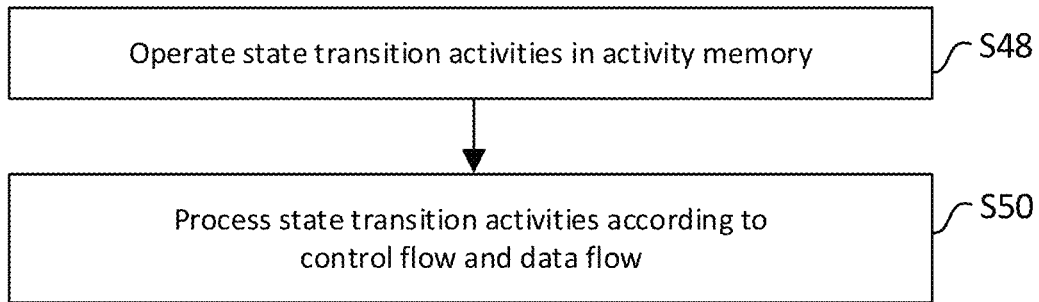 Operate state transition activities in activity memory
S48
Process state transition activities according to
control flow and data flow
S50